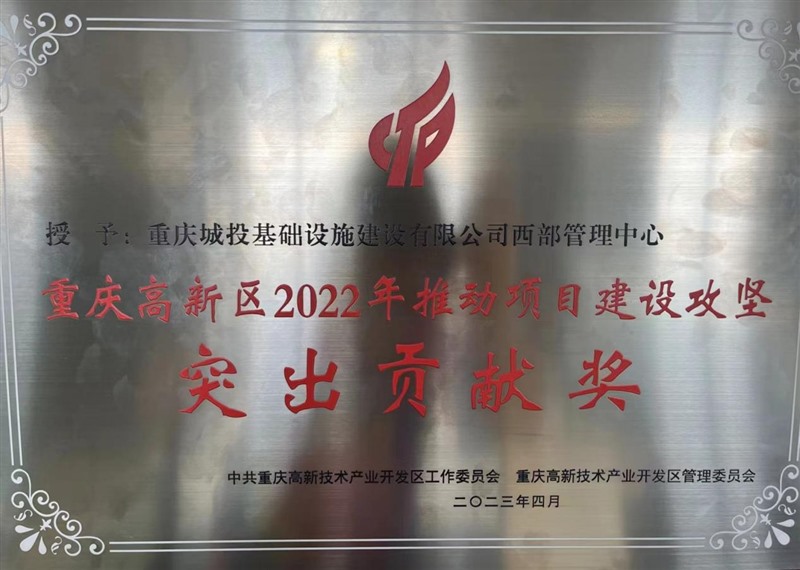 授 予：重庆城投基础设施建设有限公司西部管理中心
重庆高新区2022年推动项目建设攻坚
突出贡献奖
中共重庆高新技术产业开发区工作委员会 重庆高新技术产业开发区管理委员会
二〇二三年四月